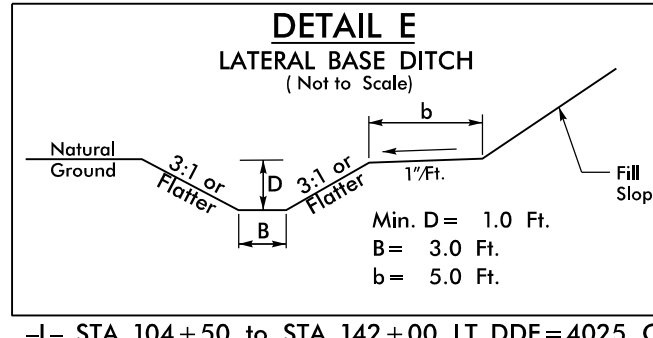 DETAIL E
LATERAL BASE DITCH
( Not to Scale)
b
Natural
Ground
3:1 or
Flatter
D
3:1 or
Flatter
1"/Ft.
Fill
Slop
B
Min. D = 1.0 Ft.
B = 3.0 Ft.
b = 5.0 Ft.
-L- STA 104+50 to STA 142+00 LT DDE=4025 C